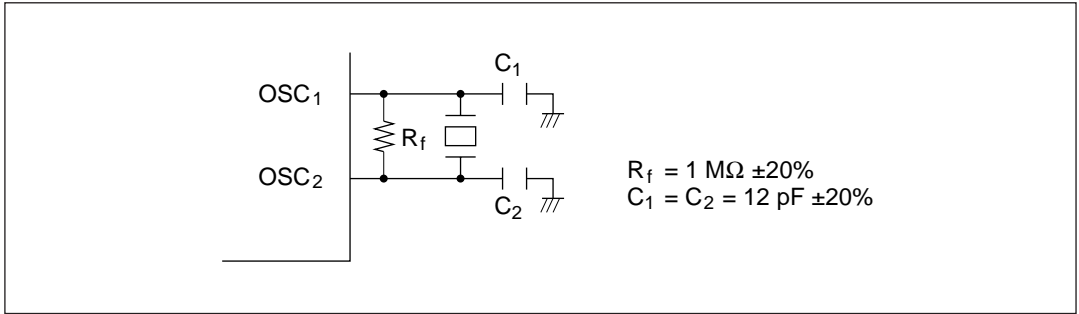 C1
OSC1
Rf
OSC2
C2
Rf = 1 MΩ ±20%
C1 = C2 = 12 pF ±20%